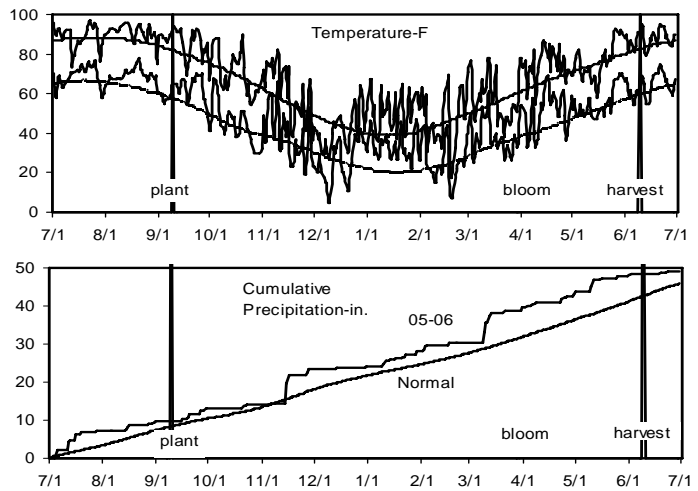 100
80
60
40
20
0
Temperature-F
plant
bloom
harvest
7/1 8/1 9/1 10/1 11/1 12/1 1/1 2/1 3/1 4/1 5/1 6/1 7/1
50
40
30
20
10
0
Cumulative
Precipitation-in.
05-06
Normal
plant
bloom
harvest
7/1 8/1 9/1 10/1 11/1 12/1 1/1 2/1 3/1 4/1 5/1 6/1 7/1